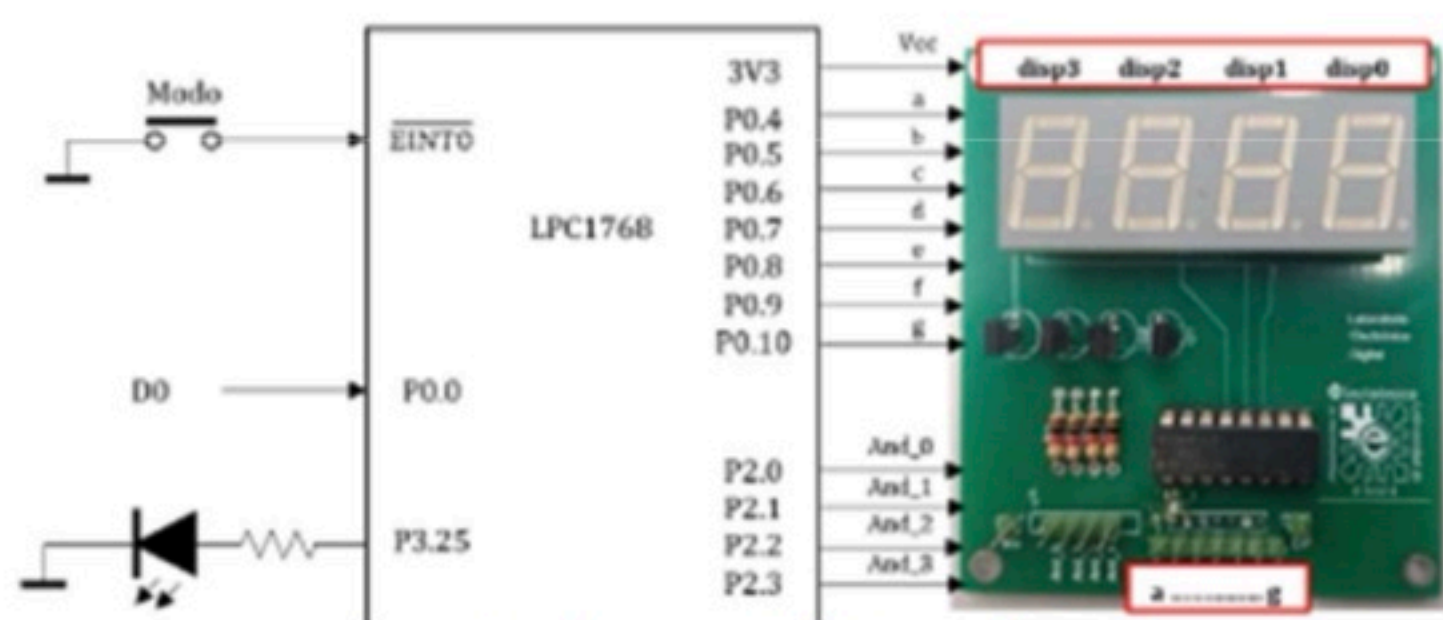 Modo
EINT0
D0
P0.0
P3.25
LPC1768
3V3
P0.4
P0.5
P0.6
P0.7
P0.8
P0.9
P0.10
P2.0
P2.1
P2.2
P2.3
Vcc
a
b
c
d
e
f
g
And_0
And_1
And_2
And_3
disp3 disp2 disp1 disp0
a ........... g